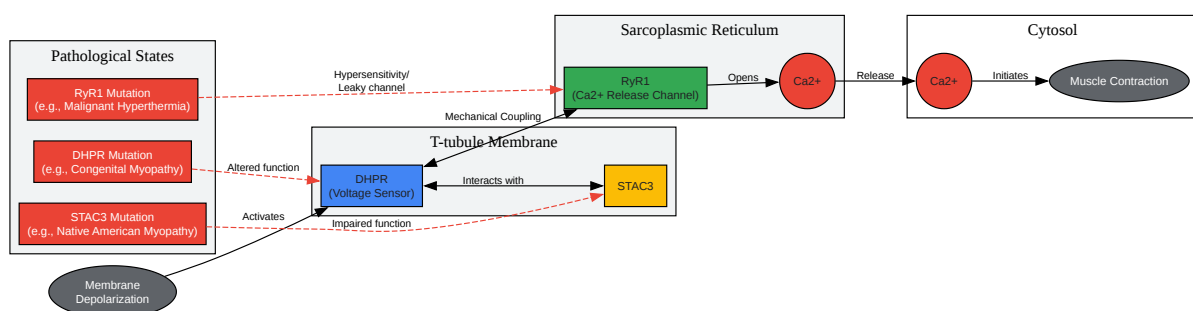 Pathological States
RyR1 Mutation
(e.g., Malignant Hyperthermia)
DHPR Mutation
(e.g., Congenital Myopathy)
STAC3 Mutation
(e.g., Native American Myopathy)
Membrane
Depolarization
Hypersensitivity/
Leaky channel
Altered function
Activates
Impaired function
Mechanical Coupling
T-tubule Membrane
DHPR
(Voltage Sensor)
Interacts with
STAC3
Sarcoplasmic Reticulum
RyR1
(Ca2+ Release Channel)
Opens
Ca2+
Release
Cytosol
Ca2+
Initiates
Muscle Contraction